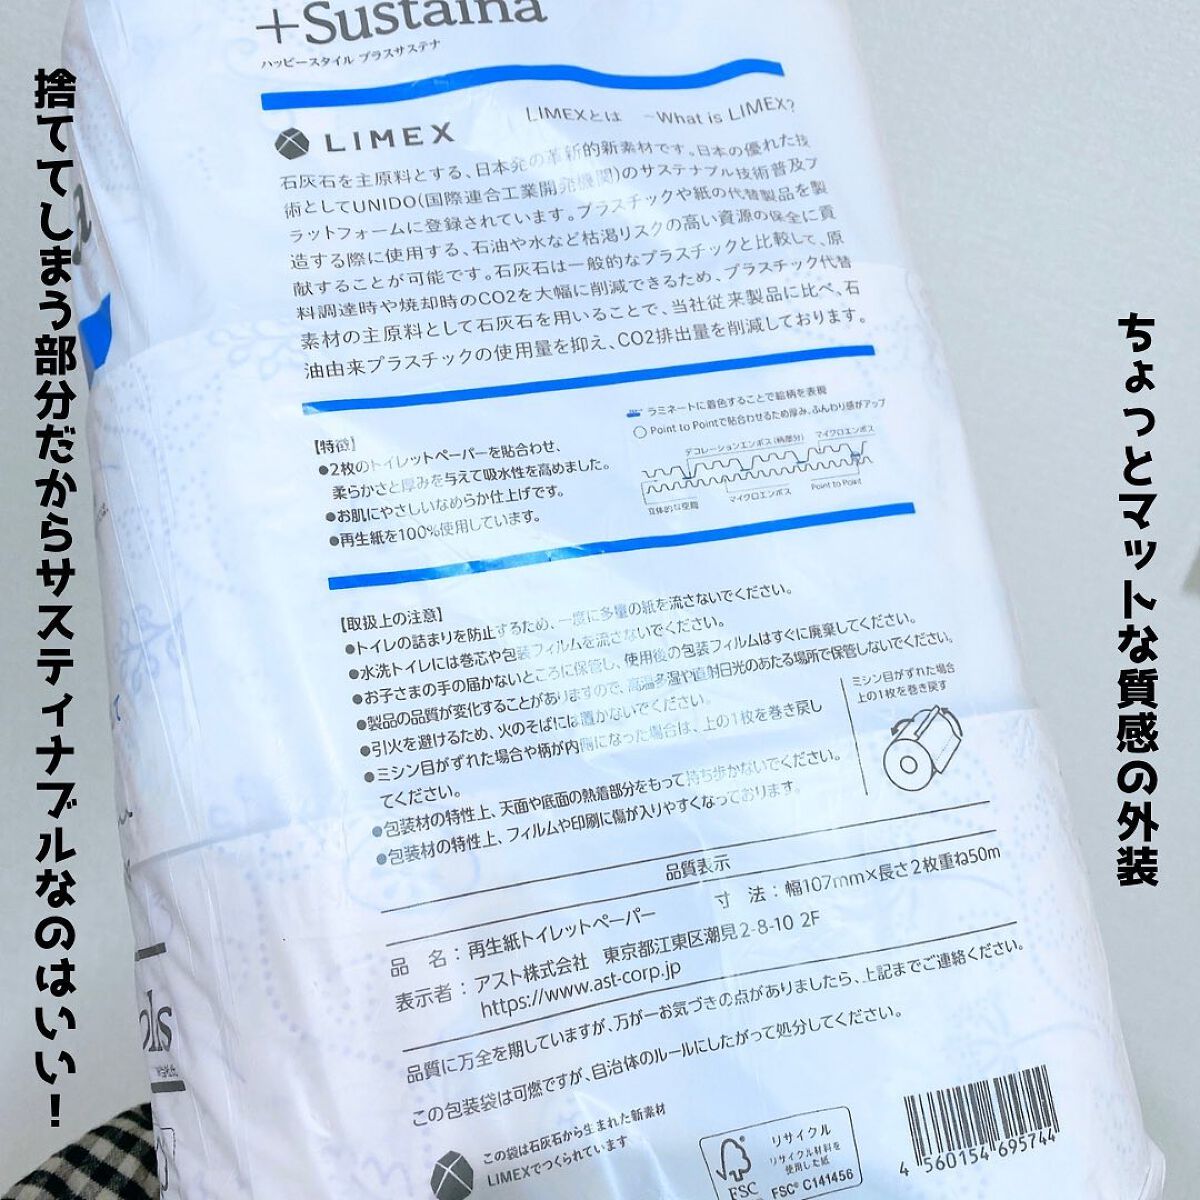 捨ててしまう部分だからサスティナブルなのはいい！
ちょっとマットな質感の外装
+Sustaina
ハッピースタイル プラスサステナ
LIMEXとは ~What is LIMEX?
LIMEX
石灰石を主原料とする、日本発の革新的新素材です。日本の優れた技
術としてUNIDO(国際連合工業開発機関)のサステナブル技術普及プ
ラットフォームに登録されています。プラスチックや紙の代替製品を製
造する際に使用する、石油や水など枯渇リスクの高い資源の保全に貢
献することが可能です。石灰石は一般的なプラスチックと比較して、原
料調達時や焼却時のCO2を大幅に削減できるため、プラスチック代替
素材の主原料として石灰石を用いることで、当社従来製品に比べ、石
油由来プラスチックの使用量を抑え、CO2排出量を削減しております。
【特徴】
●2枚のトイレットペーパーを貼合わせ、
柔らかさと厚みを与えて吸水性を高めました。
●お肌にやさしいなめらか仕上げです。
●再生紙を100%使用しています。
ラミネートに着色することで絵柄を表現
Point to Pointで貼合わせるため厚み、ふんわり感がアップ
デコレーションエンボス(柄部分)
マイクロエンボス
立体的な空間
マイクロエンボス
Point to Point
【取扱上の注意】
●トイレの詰まりを防止するため、一度に多量の紙を流さないでください。
●水洗トイレには巻芯や包装フィルムを流さないでください。
●お子さまの手の届かないところに保管し、使用後の包装フィルムはすぐに廃棄してください。
●製品の品質が変化することがありますので、高温多湿や直射日光のあたる場所で保管しないでください。
●引火を避けるため、火のそばには置かないでください。
●ミシン目がずれた場合や柄が内側になった場合は、上の1枚を巻き戻し
てください。
●包装材の特性上、天面や底面の熱着部分をもって持ち歩かないでください。
●包装材の特性上、フィルムや印刷に傷が入りやすくなっております。
ミシン目がずれた場合
上の1枚を巻き戻す
品質表示
品 名：再生紙トイレットペーパー 寸 法：幅107mm×長さ2枚重ね50m
表示者：アスト株式会社 東京都江東区潮見2-8-10 2F
https://www.ast-corp.jp
品質に万全を期していますが、万が一お気づきの点がありましたら、上記までご連絡ください。
この包装袋は可燃ですが、自治体のルールにしたがって処分してください。
この袋は石灰石から生まれた新素材
LIMEXでつくられています
FSC
リサイクル
リサイクル材料を
使用した紙
FSC® C141456
4 560154 695744